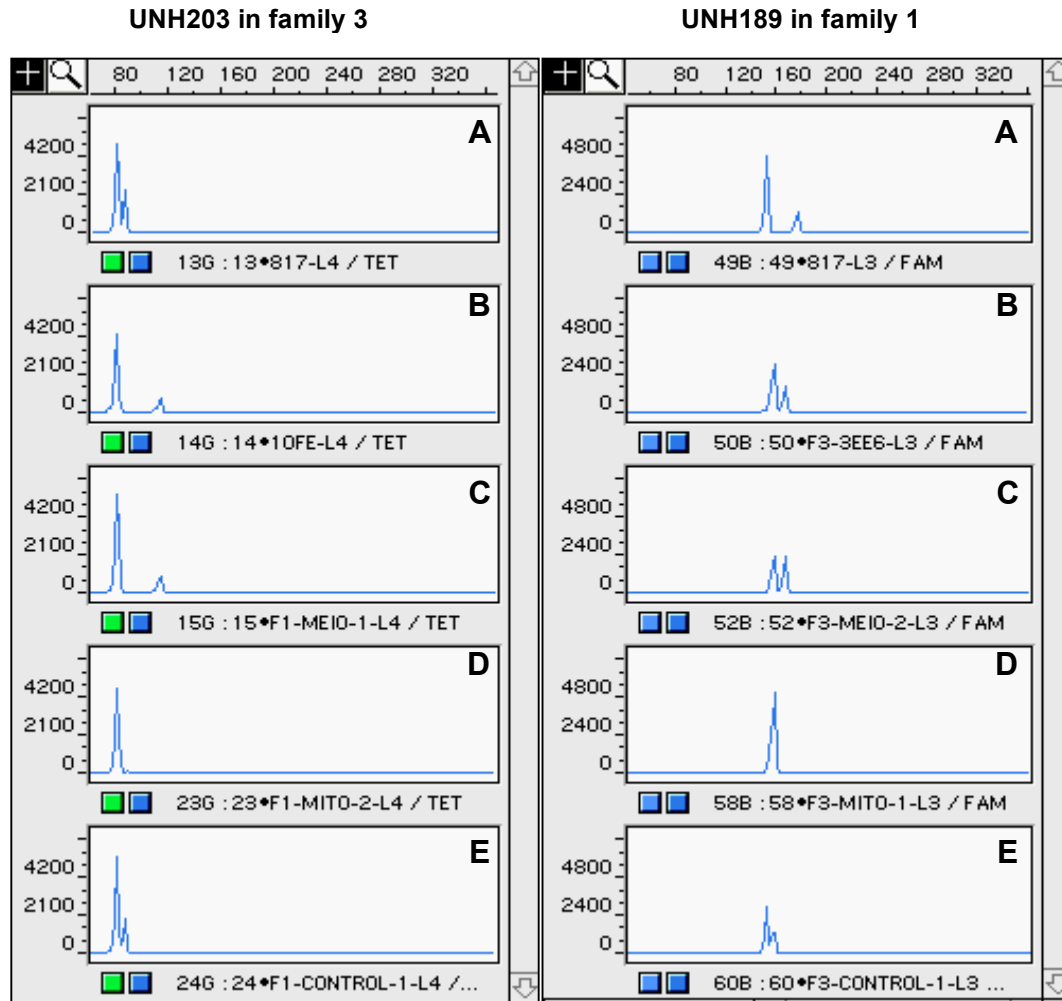 UNH203 in family 3
80 120 160 200 240 280 320
A
4200
2100
0
13G : 13•817-L4 / TET
B
4200
2100
0
14G : 14•10FE-L4 / TET
C
4200
2100
0
15G : 15•F1-MEIO-1-L4 / TET
D
4200
2100
0
23G : 23•F1-MITO-2-L4 / TET
E
4200
2100
0
24G : 24•F1-CONTROL-1-L4 /...
UNH189 in family 1
80 120 160 200 240 280 320
A
4800
2400
0
49B : 49•817-L3 / FAM
B
4800
2400
0
50B : 50•F3-3EE6-L3 / FAM
C
4800
2400
0
52B : 52•F3-MEIO-2-L3 / FAM
D
4800
2400
0
58B : 58•F3-MITO-1-L3 / FAM
E
4800
2400
0
60B : 60•F3-CONTROL-1-L3 ...